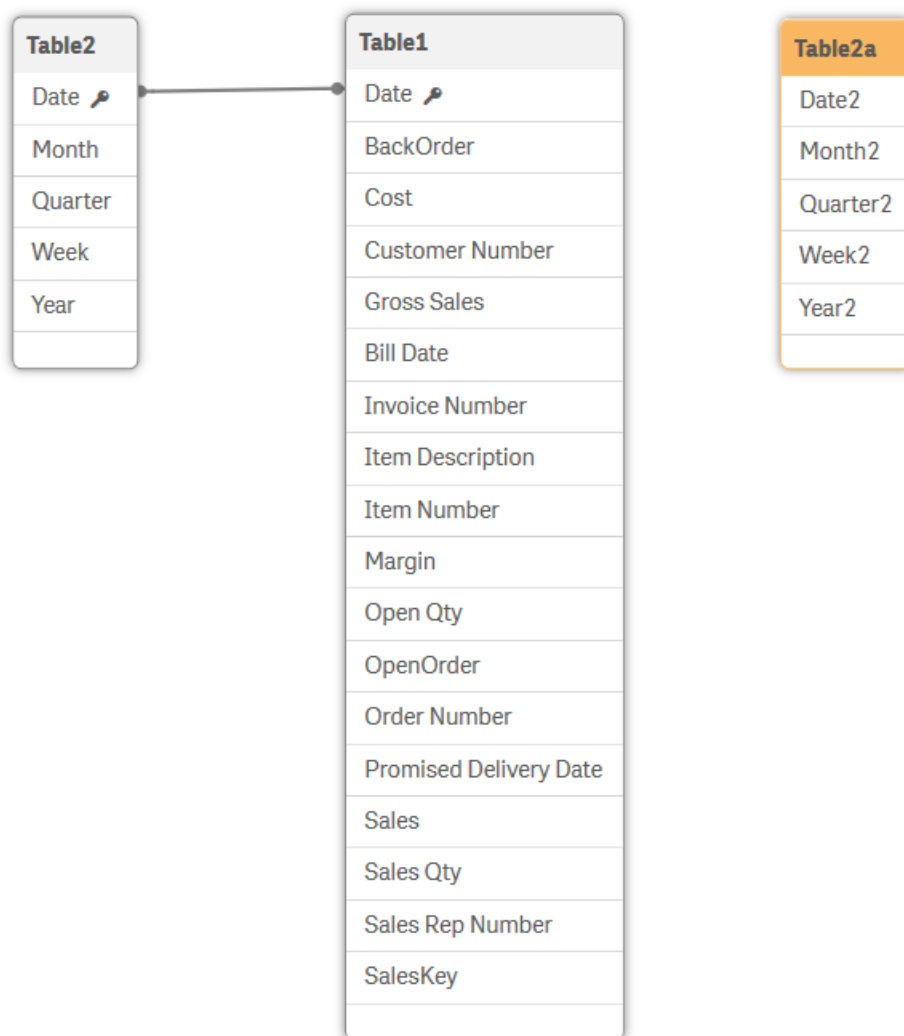 Table2
Date
Month
Quarter
Week
Year
Table1
Date
BackOrder
Cost
Customer Number
Gross Sales
Bill Date
Invoice Number
Item Description
Item Number
Margin
Open Qty
OpenOrder
Order Number
Promised Delivery Date
Sales
Sales Qty
Sales Rep Number
SalesKey
Table2a
Date2
Month2
Quarter2
Week2
Year2